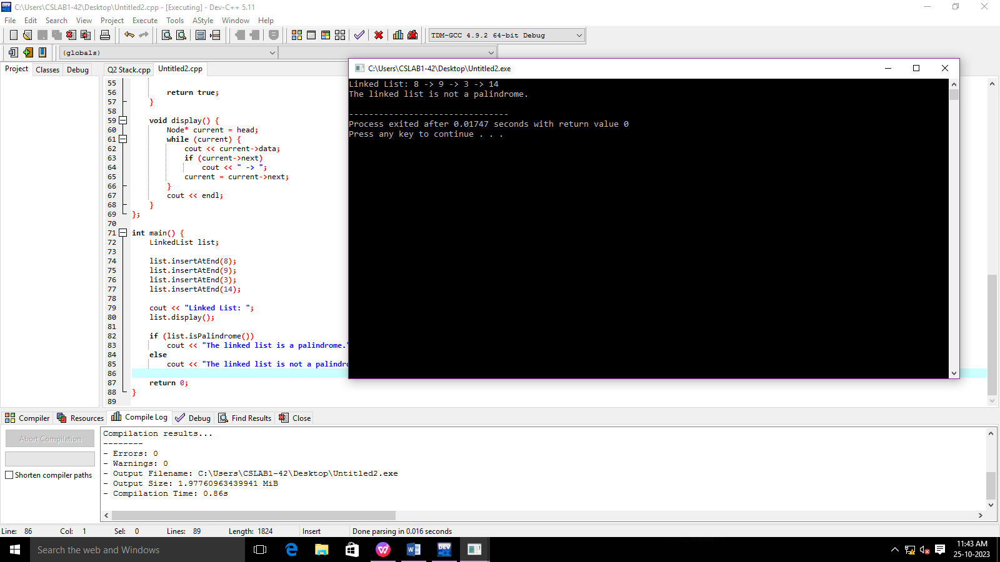 C:\Users\CSLAB1-42\Desktop\Untitled2.cpp - [Executing] - Dev-C++ 5.11
File Edit Search View Project Execute Tools AStyle Window Help
TDM-GCC 4.9.2 64-bit Debug
(globals)
Project Classes Debug
Q2 Stack.cpp Untitled2.cpp
55
56 return true;
57 }
58
59 void display() {
60 Node* current = head;
61 while (current) {
62 cout << current->data;
63 if (current->next)
64 cout << " -> ";
65 current = current->next;
66 }
67 cout << endl;
68 }
69 };
70
71 int main() {
72 LinkedList list;
73
74 list.insertAtEnd(8);
75 list.insertAtEnd(9);
76 list.insertAtEnd(3);
77 list.insertAtEnd(14);
78
79 cout << "Linked List: ";
80 list.display();
81
82 if (list.isPalindrome())
83 cout << "The linked list is a palindrome."
84 else
85 cout << "The linked list is not a palindro
86
87 return 0;
88 }
89
C:\Users\CSLAB1-42\Desktop\Untitled2.exe
Linked List: 8 -> 9 -> 3 -> 14
The linked list is not a palindrome.
--------------------------------
Process exited after 0.01747 seconds with return value 0
Press any key to continue . . .
Compiler Resources Compile Log Debug Find Results Close
Abort Compilation
Shorten compiler paths
Compilation results...
--------
- Errors: 0
- Warnings: 0
- Output Filename: C:\Users\CSLAB1-42\Desktop\Untitled2.exe
- Output Size: 1.97760963439941 MiB
- Compilation Time: 0.86s
Line: 86 Col: 1 Sel: 0 Lines: 89 Length: 1824 Insert Done parsing in 0.016 seconds
Search the web and Windows
DEV
11:43 AM
25-10-2023